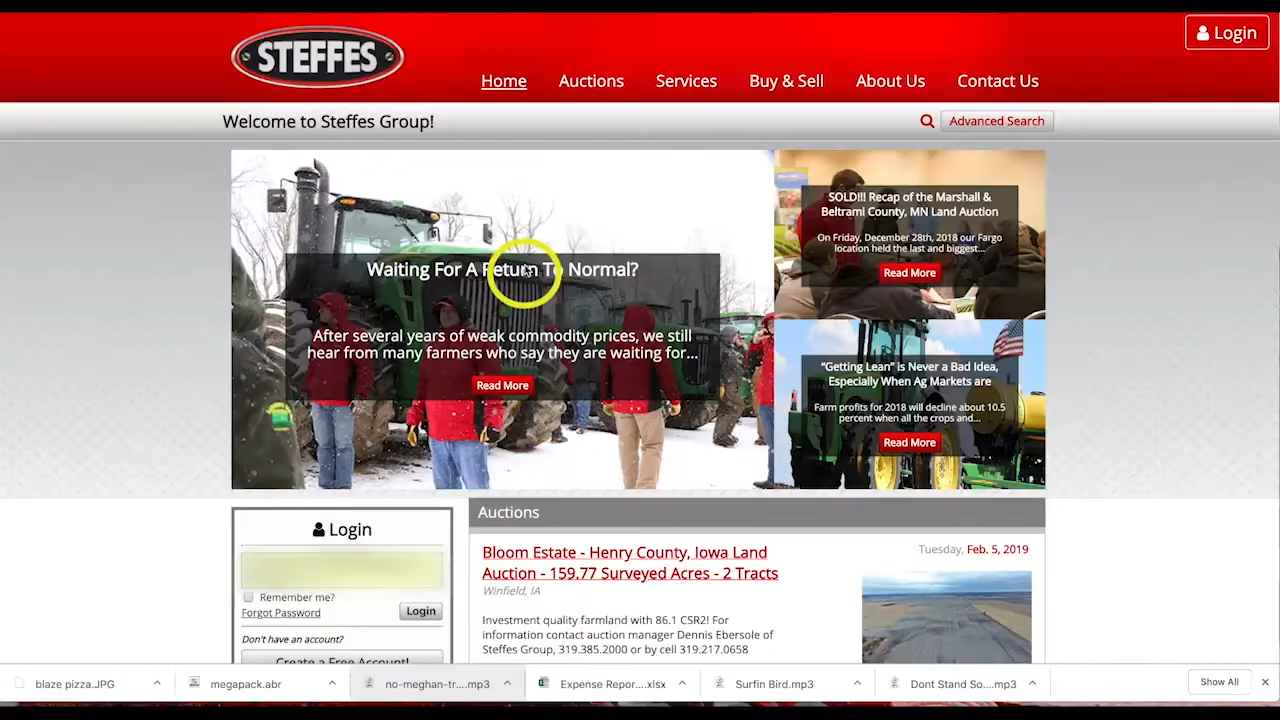 STEFFES
Login
Home
Auctions
Services
Buy & Sell
About Us
Contact Us
Welcome to Steffes Group!
Advanced Search
Waiting For A Return To Normal?
After several years of weak commodity prices, we still
hear from many farmers who say they are waiting for...
Read More
SOLD!!! Recap of the Marshall &
Beltrami County, MN Land Auction
On Friday, December 28th, 2018 our Fargo
location held the last and biggest...
Read More
“Getting Lean” is Never a Bad Idea,
Especially When Ag Markets are
Farm profits for 2018 will decline about 10.5
percent when all the crops and...
Read More
Login
Remember me?
Forgot Password
Login
Don't have an account?
Create a Free Account!
Auctions
Bloom Estate - Henry County, Iowa Land
Auction - 159.77 Surveyed Acres - 2 Tracts
Winfield, IA
Tuesday, Feb. 5, 2019
Investment quality farmland with 86.1 CSR2! For
information contact auction manager Dennis Ebersole of
Steffes Group, 319.385.2000 or by cell 319.217.0658
blaze pizza.JPG
megapack.abr
no-meghan-tr....mp3
Expense Repor....xlsx
Surfin Bird.mp3
Dont Stand So....mp3
Show All